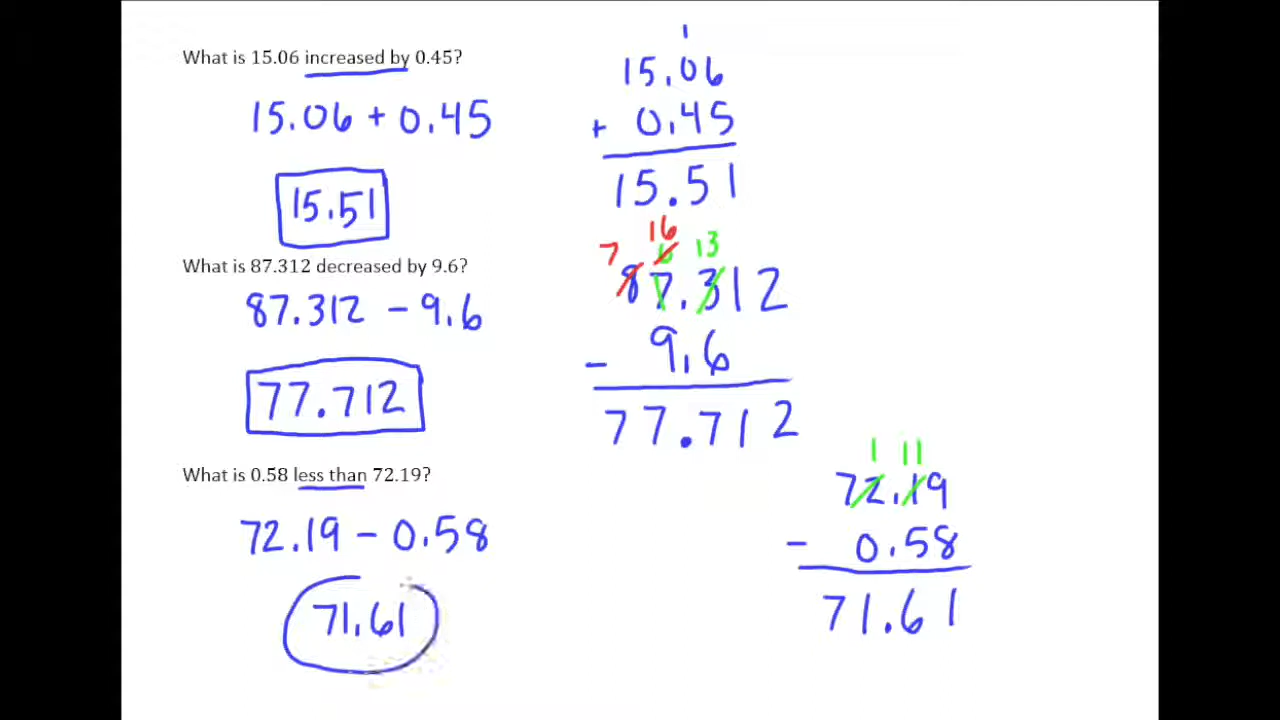 What is 15.06 increased by 0.45?
15.06 + 0.45
15.51
1
15.06
+ 0.45
15.51
What is 87.312 decreased by 9.6?
87.312 - 9.6
77.712
7 16 6 13
87.312
- 9.6
77.712
What is 0.58 less than 72.19?
72.19 - 0.58
71.61
1 11
72.19
- 0.58
71.61